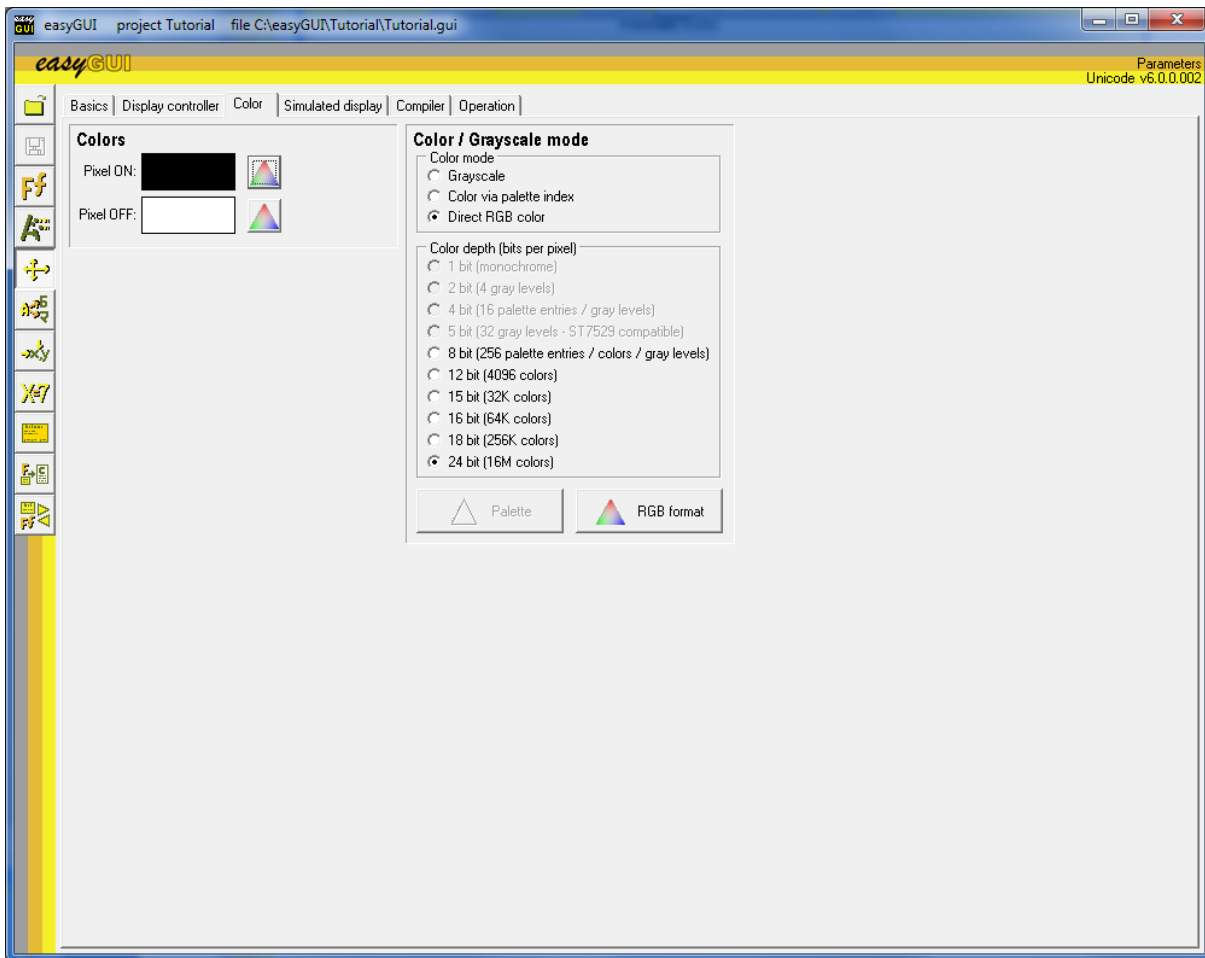 easyGUI project Tutorial file C:\easyGUI\Tutorial\Tutorial.gui
easyGUI
Parameters
Unicode v6.0.0.002
Basics Display controller Color Simulated display Compiler Operation
Colors
Pixel ON:
Pixel OFF:
Color / Grayscale mode
Color mode
Grayscale
Color via palette index
Direct RGB color
Color depth (bits per pixel)
1 bit (monochrome)
2 bit (4 gray levels)
4 bit (16 palette entries / gray levels)
5 bit (32 gray levels - ST7529 compatible)
8 bit (256 palette entries / colors / gray levels)
12 bit (4096 colors)
15 bit (32K colors)
16 bit (64K colors)
18 bit (256K colors)
24 bit (16M colors)
Palette
RGB format
Ff
X=7